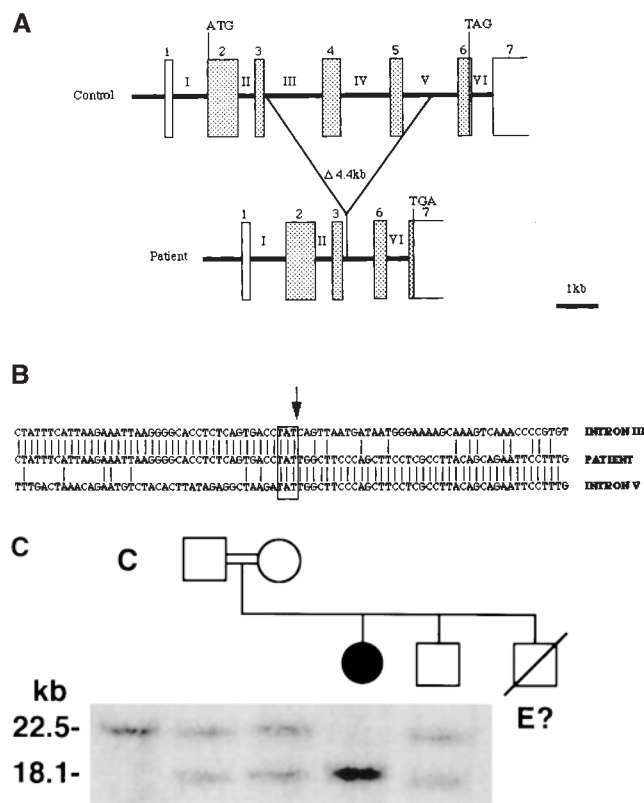 A
ATG
TAG
1 2 3 4 5 6 7
I II III IV V VI
Control
Δ 4.4kb
TGA
1 2 3 6 7
I II VI
Patient
1kb
B
CTATTTCATTAAGAAATTAAGGGGCACCTCTCAGTGACCTATCAGTTAATGATAATGGGAAAAGCAAAGTCAAACCCCGTGT INTRON III
CTATTTCATTAAGAAATTAAGGGGCACCTCTCAGTGACCTATTGGCTTCCCAGCTTCCTCGCCTTACAGCAGAATTCCTTTG PATIENT
TTTGACTAAACAGAATGTCTACACTTATAGAGGCTAAGATATTGGCTTCCCAGCTTCCTCGCCTTACAGCAGAATTCCTTTG INTRON V
C C
kb
E?
22.5-
18.1-